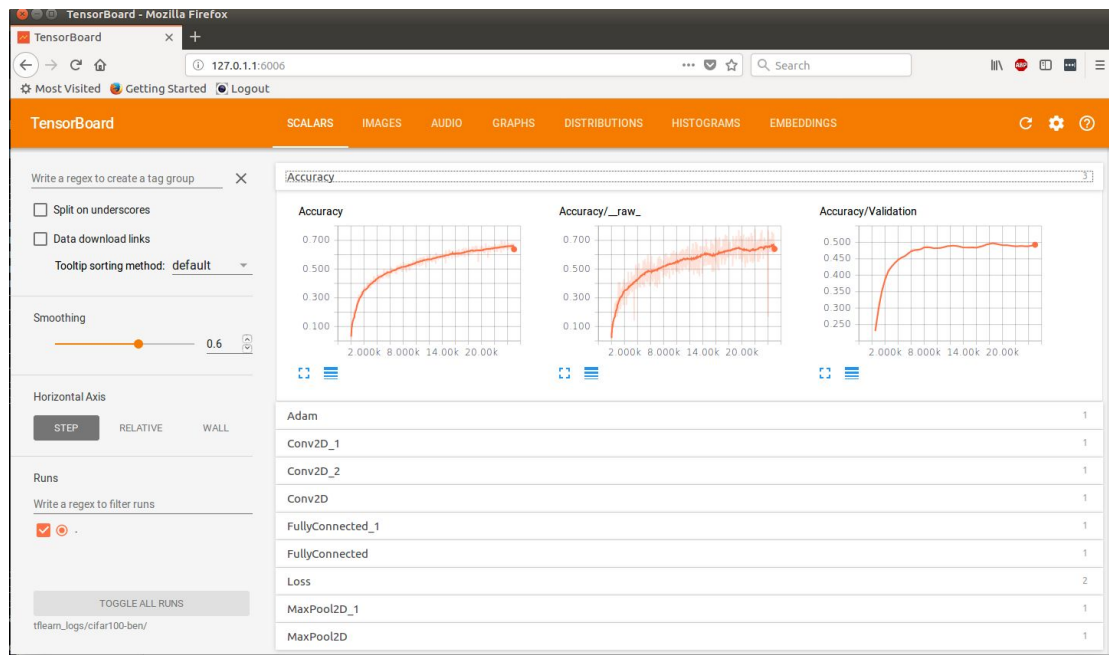 TensorBoard - Mozilla Firefox
TensorBoard
127.0.1.1:6006
Search
Most Visited Getting Started Logout
TensorBoard SCALARS IMAGES AUDIO GRAPHS DISTRIBUTIONS HISTOGRAMS EMBEDDINGS
Write a regex to create a tag group
Split on underscores
Data download links
Tooltip sorting method: default
Smoothing
0.6
Horizontal Axis
STEP RELATIVE WALL
Runs
Write a regex to filter runs
.
TOGGLE ALL RUNS
tflearn_logs/cifar100-ben/
Accuracy 3
Accuracy
0.700
0.500
0.300
0.100
2.000k 8.000k 14.00k 20.00k
Accuracy/__raw_
0.700
0.500
0.300
0.100
2.000k 8.000k 14.00k 20.00k
Accuracy/Validation
0.500
0.450
0.400
0.350
0.300
0.250
2.000k 8.000k 14.00k 20.00k
Adam 1
Conv2D_1 1
Conv2D_2 1
Conv2D 1
FullyConnected_1 1
FullyConnected 1
Loss 2
MaxPool2D_1 1
MaxPool2D 1